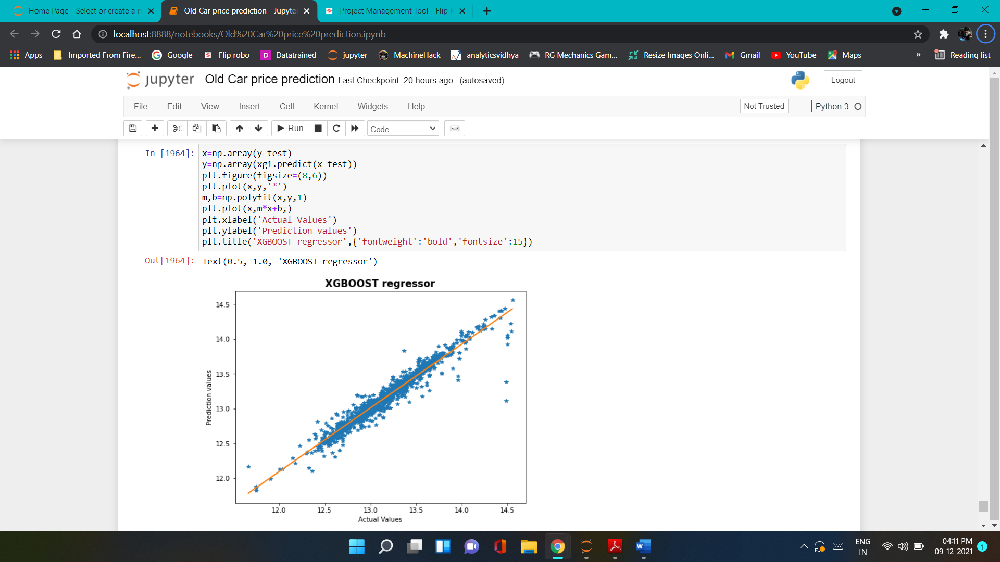 Home Page - Select or create a n
Old Car price prediction - Jupyte
Project Management Tool - Flip R
localhost:8888/notebooks/Old%20Car%20price%20prediction.ipynb
Apps
Imported From Fire...
Google
Flip robo
D
Datatrained
jupyter
MachineHack
analyticsvidhya
RG Mechanics Gam...
Resize Images Onli...
Gmail
YouTube
Maps
»
Reading list
jupyter
Old Car price prediction Last Checkpoint: 20 hours ago (autosaved)
Logout
File Edit View Insert Cell Kernel Widgets Help
Not Trusted
Python 3
Run
Code
In [1964]:
x=np.array(y_test)
y=np.array(xg1.predict(x_test))
plt.figure(figsize=(8,6))
plt.plot(x,y,'*')
m,b=np.polyfit(x,y,1)
plt.plot(x,m*x+b,)
plt.xlabel('Actual Values')
plt.ylabel('Prediction values')
plt.title('XGBOOST regressor',{'fontweight':'bold','fontsize':15})
Out[1964]: Text(0.5, 1.0, 'XGBOOST regressor')
XGBOOST regressor
14.5
14.0
13.5
13.0
12.5
12.0
Prediction values
12.0 12.5 13.0 13.5 14.0 14.5
Actual Values
W
ENG
IN
04:11 PM
09-12-2021
1